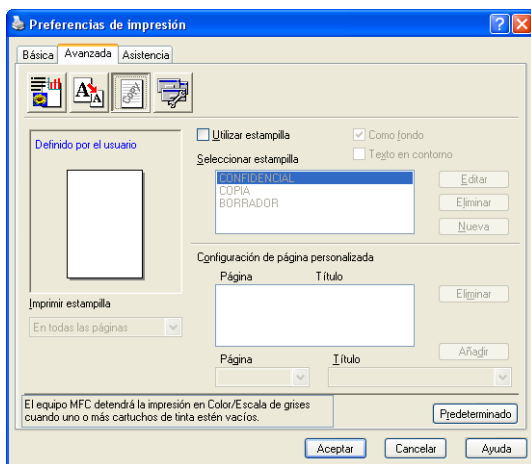 Preferencias de impresión
Básica Avanzada Asistencia
Definido por el usuario
Utilizar estampilla
Como fondo
Texto en contorno
Seleccionar estampilla
CONFIDENCIAL
COPIA
BORRADOR
Editar
Eliminar
Nueva
Configuración de página personalizada
Página Título
Eliminar
Añadir
Página Título
Imprimir estampilla
En todas las páginas
El equipo MFC detendrá la impresión en Color/Escala de grises
cuando uno o más cartuchos de tinta estén vacíos.
Predeterminado
Aceptar Cancelar Ayuda